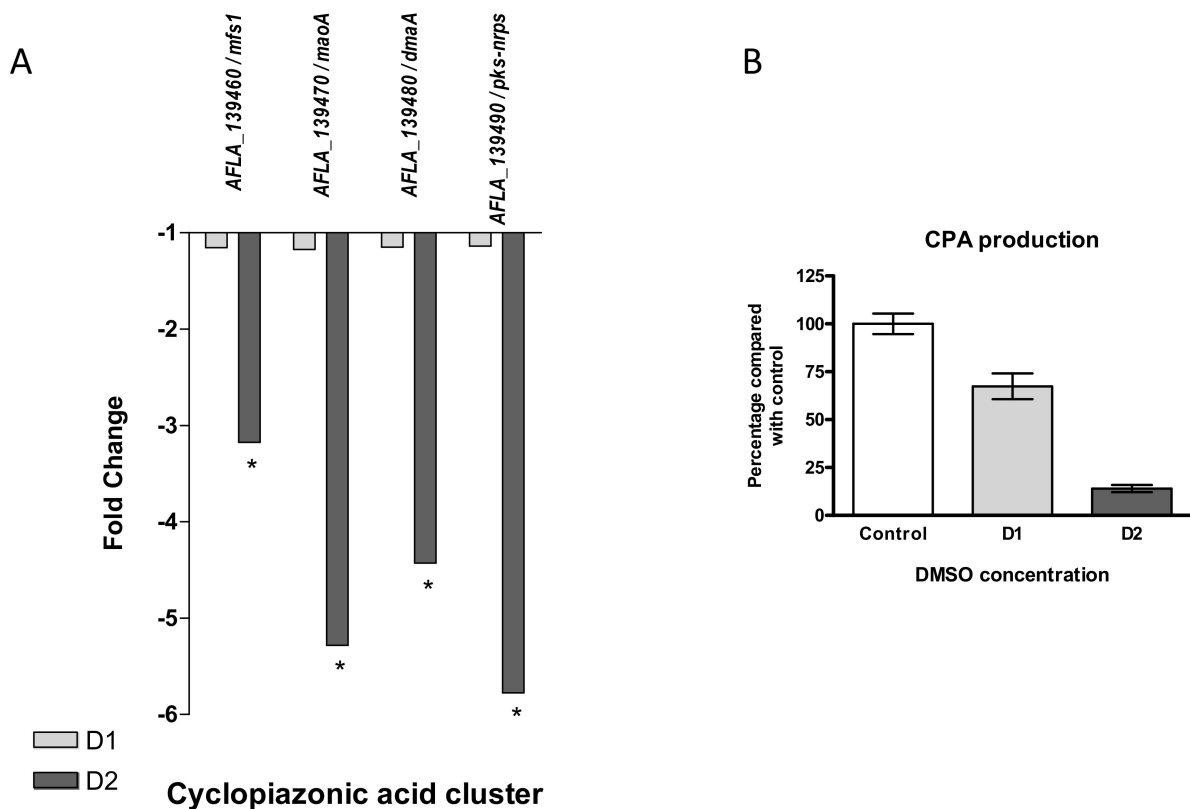 A
AFLA_139460/mfs1
AFLA_139470/maoA
AFLA_139480/dmaA
AFLA_139490/pks-nrps
-1
-2
-3
-4
-5
-6
Fold Change
*
*
*
*
D1
D2
Cyclopiazonic acid cluster
B
CPA production
Percentage compared
with control
125
100
75
50
25
0
Control D1 D2
DMSO concentration